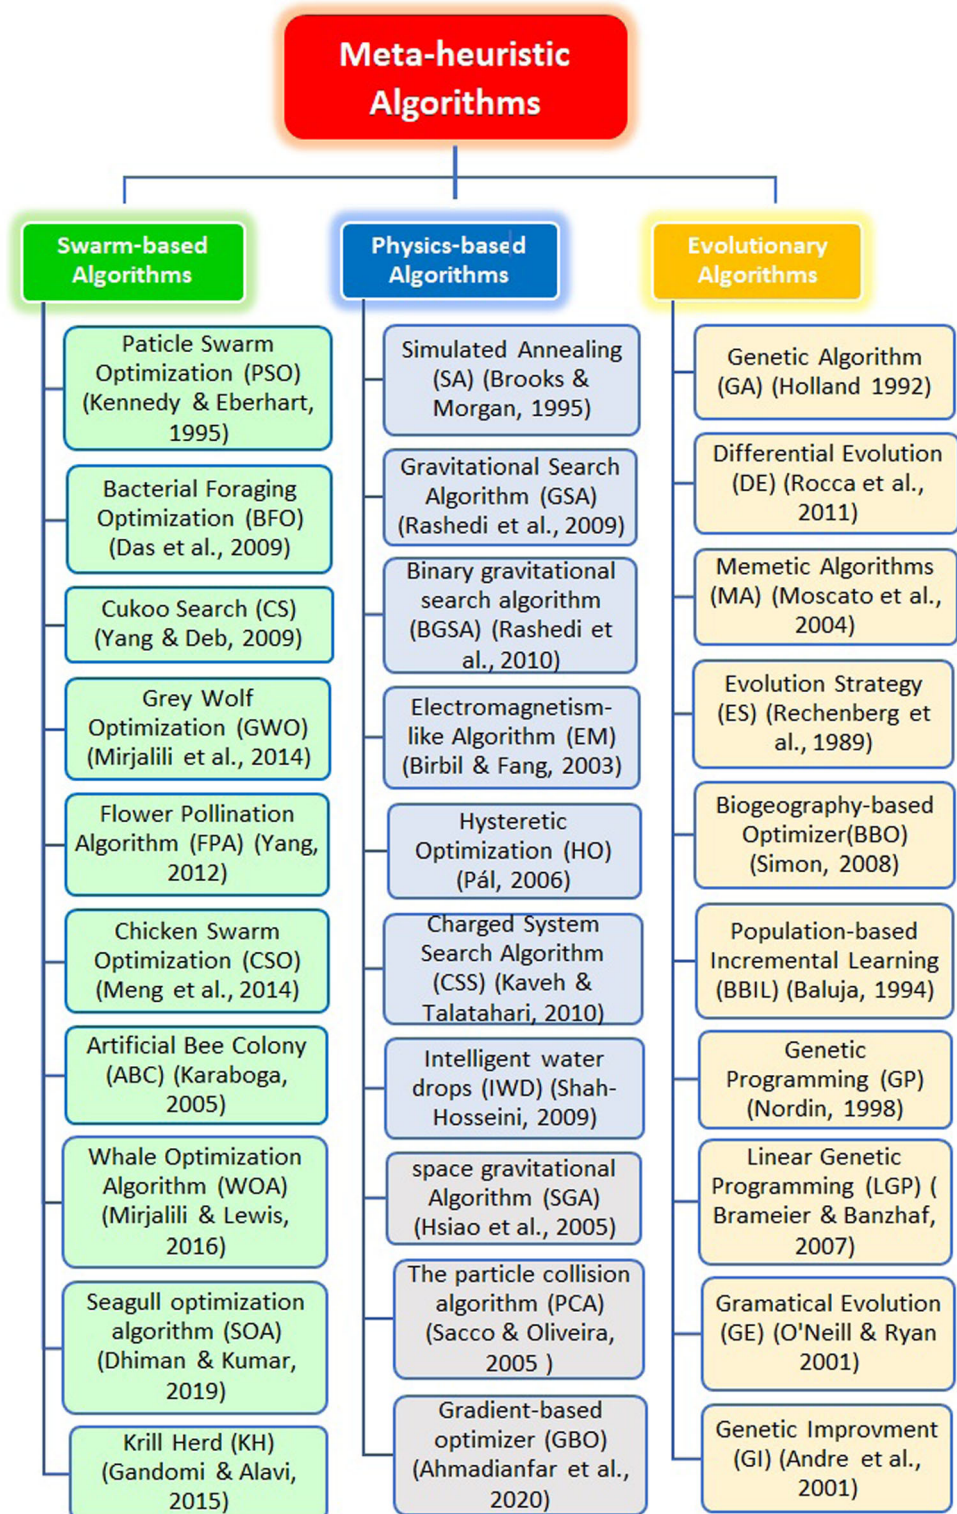 Meta-heuristic
Algorithms
Swarm-based
Algorithms
Paticle Swarm
Optimization (PSO)
(Kennedy & Eberhart,
1995)
Bacterial Foraging
Optimization (BFO)
(Das et al., 2009)
Cukoo Search (CS)
(Yang & Deb, 2009)
Grey Wolf
Optimization (GWO)
(Mirjalili et al., 2014)
Flower Pollination
Algorithm (FPA) (Yang,
2012)
Chicken Swarm
Optimization (CSO)
(Meng et al., 2014)
Artificial Bee Colony
(ABC) (Karaboga,
2005)
Whale Optimization
Algorithm (WOA)
(Mirjalili & Lewis,
2016)
Seagull optimization
algorithm (SOA)
(Dhiman & Kumar,
2019)
Krill Herd (KH)
(Gandomi & Alavi,
2015)
Physics-based
Algorithms
Simulated Annealing
(SA) (Brooks &
Morgan, 1995)
Gravitational Search
Algorithm (GSA)
(Rashedi et al., 2009)
Binary gravitational
search algorithm
(BGSA) (Rashedi et
al., 2010)
Electromagnetism-
like Algorithm (EM)
(Birbil & Fang, 2003)
Hysteretic
Optimization (HO)
(Pál, 2006)
Charged System
Search Algorithm
(CSS) (Kaveh &
Talatahari, 2010)
Intelligent water
drops (IWD) (Shah-
Hosseini, 2009)
space gravitational
Algorithm (SGA)
(Hsiao et al., 2005)
The particle collision
algorithm (PCA)
(Sacco & Oliveira,
2005 )
Gradient-based
optimizer (GBO)
(Ahmadianfar et al.,
2020)
Evolutionary
Algorithms
Genetic Algorithm
(GA) (Holland 1992)
Differential Evolution
(DE) (Rocca et al.,
2011)
Memetic Algorithms
(MA) (Moscato et al.,
2004)
Evolution Strategy
(ES) (Rechenberg et
al., 1989)
Biogeography-based
Optimizer(BBO)
(Simon, 2008)
Population-based
Incremental Learning
(BBIL) (Baluja, 1994)
Genetic
Programming (GP)
(Nordin, 1998)
Linear Genetic
Programming (LGP) (
Brameier & Banzhaf,
2007)
Gramatical Evolution
(GE) (O'Neill & Ryan
2001)
Genetic Improvment
(GI) (Andre et al.,
2001)